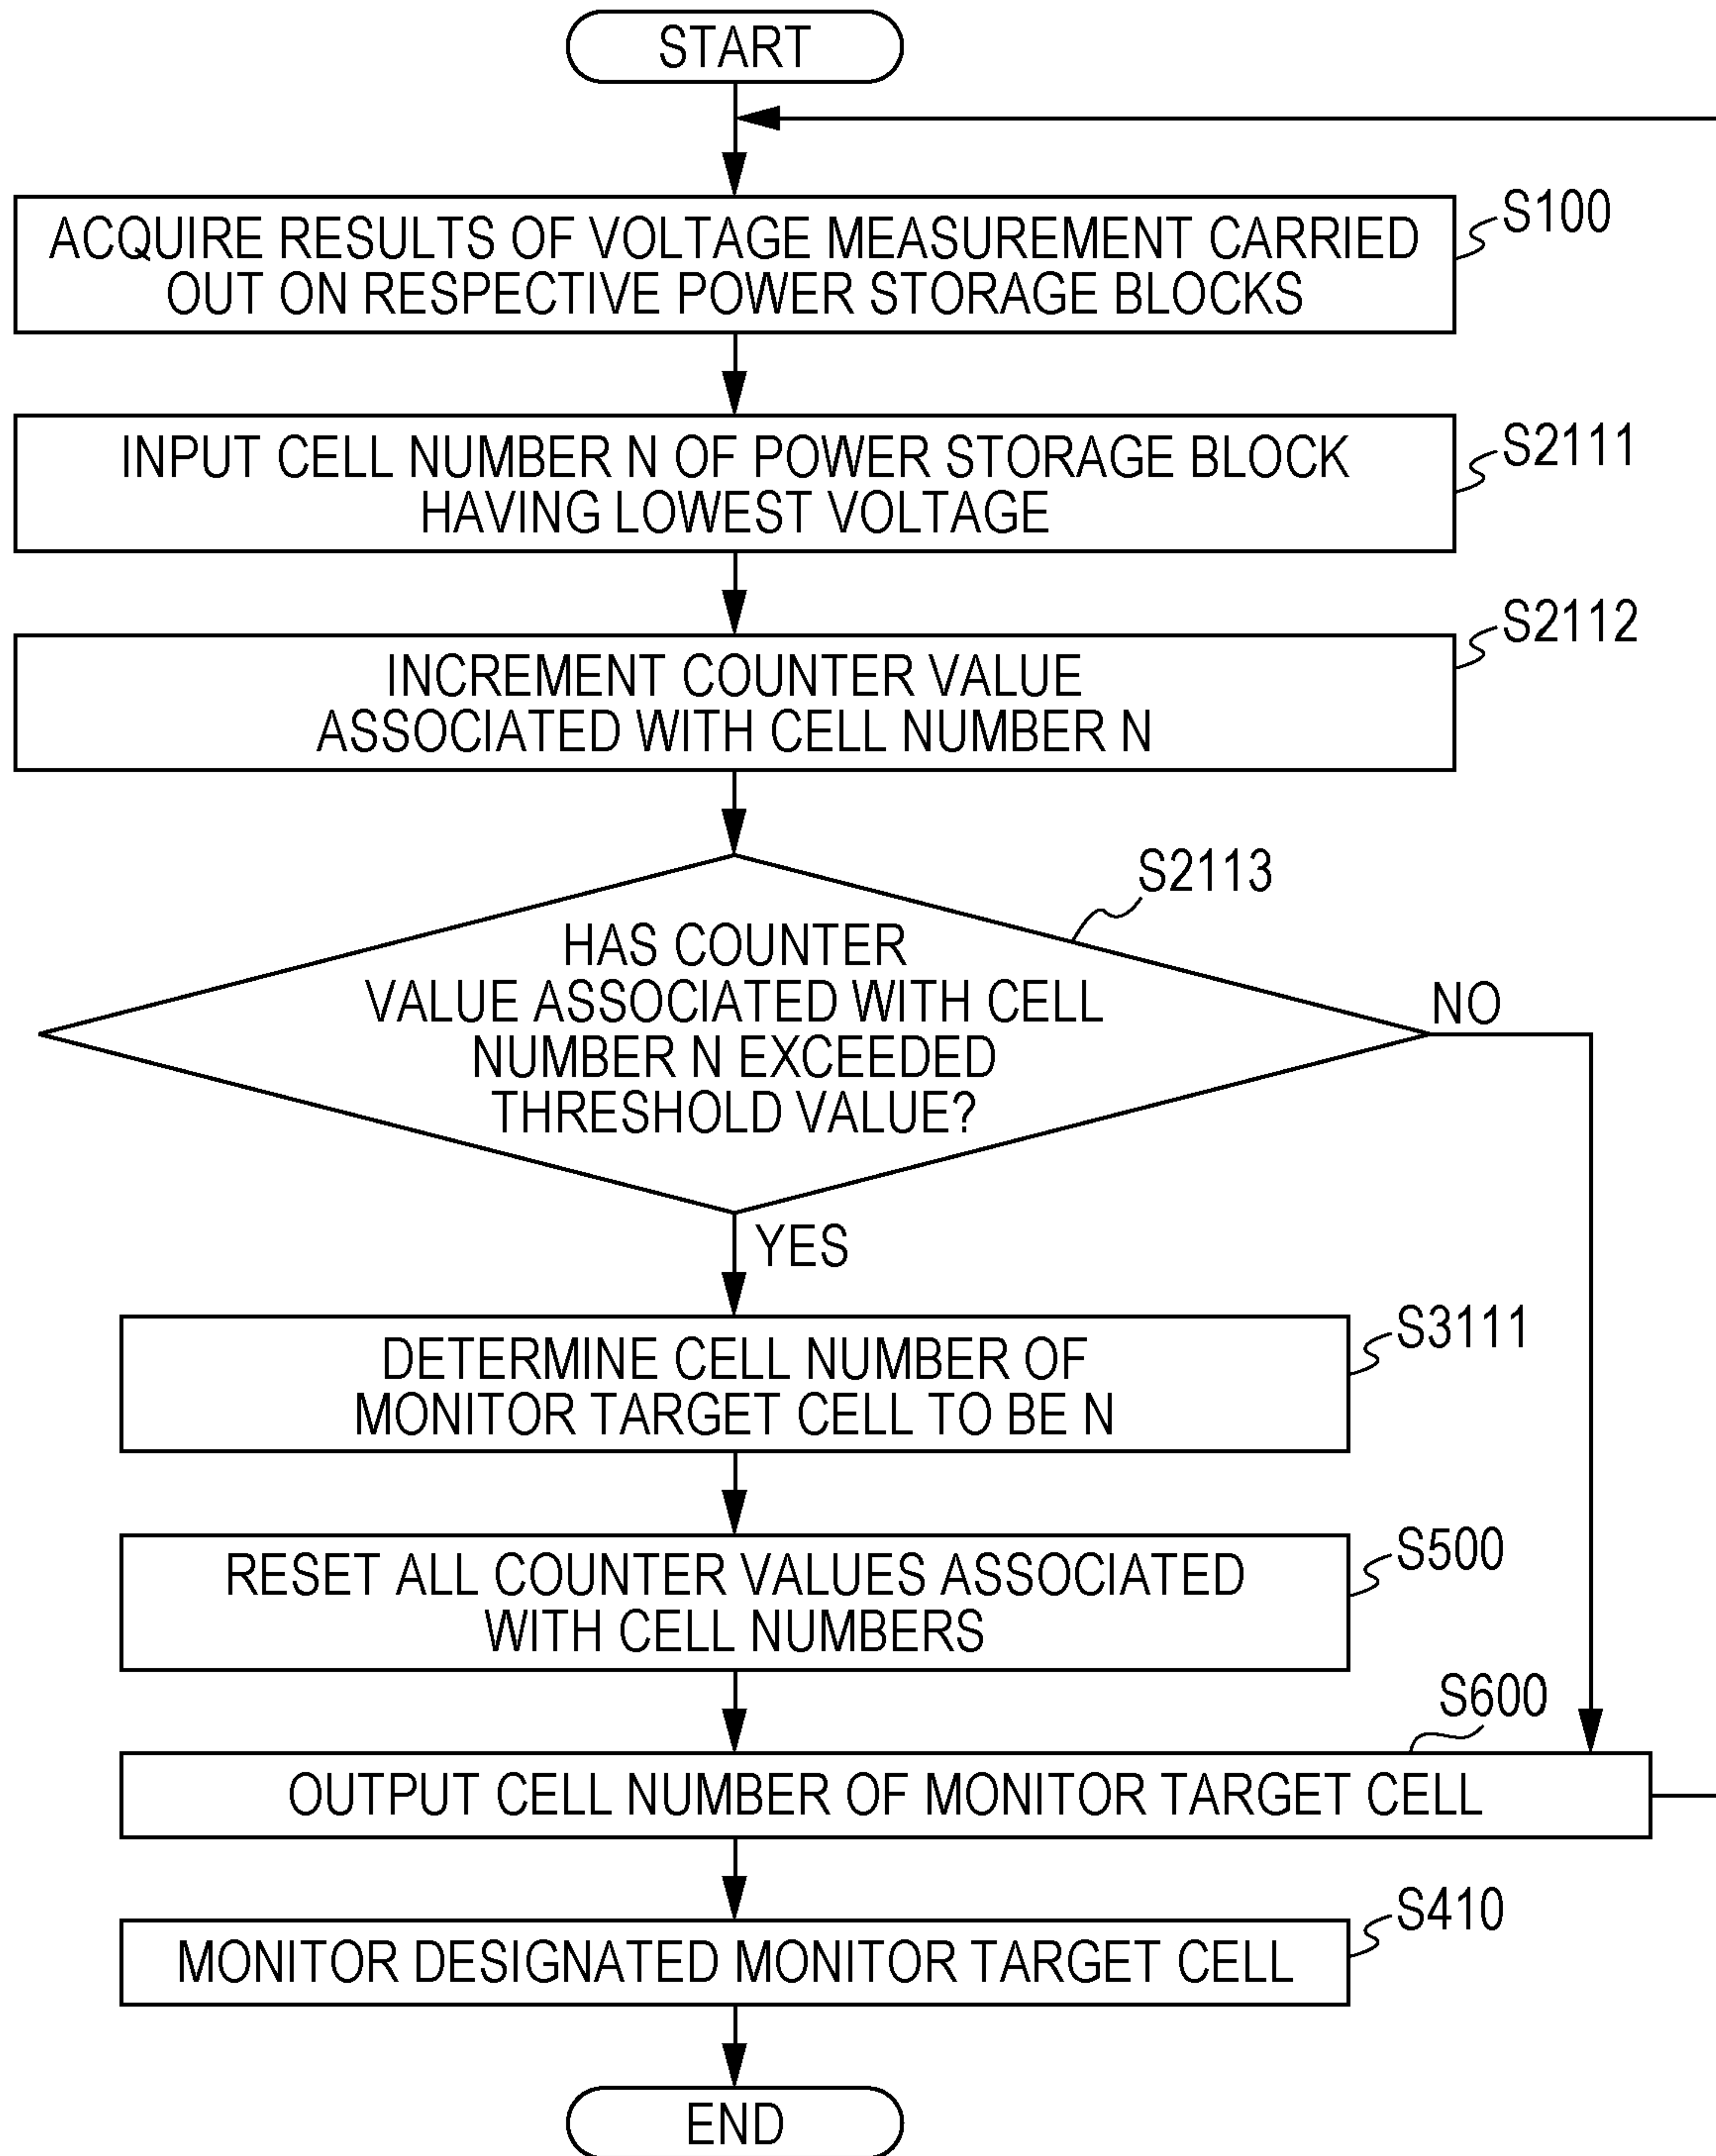 START
ACQUIRE RESULTS OF VOLTAGE MEASUREMENT CARRIED
OUT ON RESPECTIVE POWER STORAGE BLOCKS
S100
INPUT CELL NUMBER N OF POWER STORAGE BLOCK
HAVING LOWEST VOLTAGE
S2111
INCREMENT COUNTER VALUE
ASSOCIATED WITH CELL NUMBER N
S2112
HAS COUNTER
VALUE ASSOCIATED WITH CELL
NUMBER N EXCEEDED
THRESHOLD VALUE?
S2113
NO
YES
DETERMINE CELL NUMBER OF
MONITOR TARGET CELL TO BE N
S3111
RESET ALL COUNTER VALUES ASSOCIATED
WITH CELL NUMBERS
S500
OUTPUT CELL NUMBER OF MONITOR TARGET CELL
S600
MONITOR DESIGNATED MONITOR TARGET CELL
S410
END